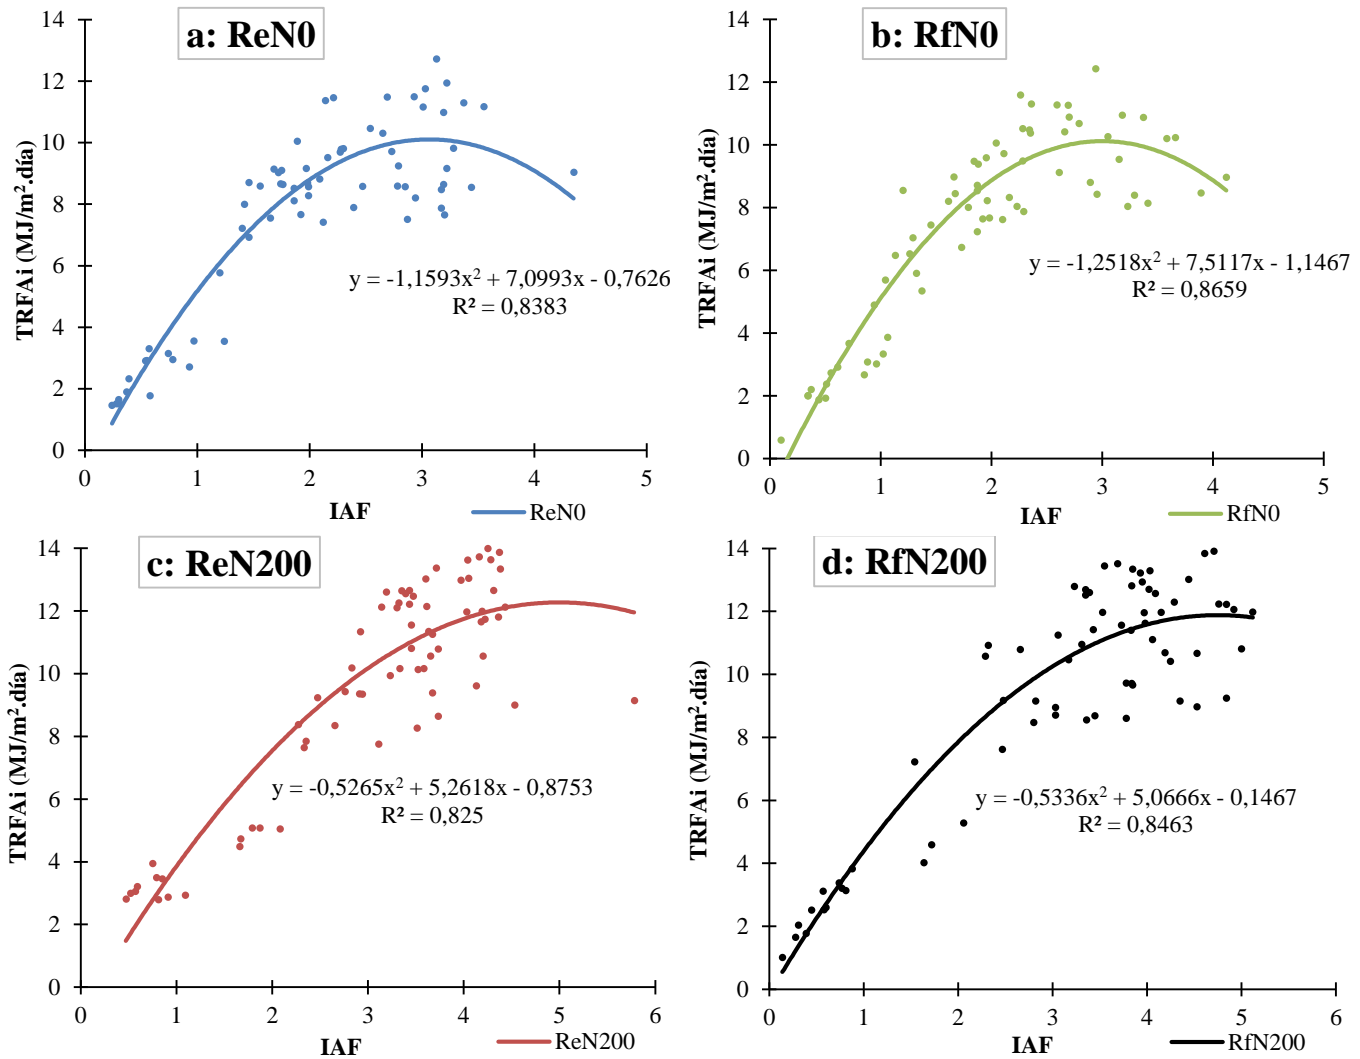 a: ReN0
14
12
10
8
6
4
2
0
TRFAi (MJ/m².día)
y = -1,1593x² + 7,0993x - 0,7626
R² = 0,8383
0 1 2 3 4 5
IAF
ReN0
b: RfN0
14
12
10
8
6
4
2
0
TRFAi (MJ/m².día)
y = -1,2518x² + 7,5117x - 1,1467
R² = 0,8659
0 1 2 3 4 5
IAF
RfN0
c: ReN200
14
12
10
8
6
4
2
0
TRFAi (MJ/m².día)
y = -0,5265x² + 5,2618x - 0,8753
R² = 0,825
0 1 2 3 4 5 6
IAF
ReN200
d: RfN200
14
12
10
8
6
4
2
0
TRFAi (MJ/m².día)
y = -0,5336x² + 5,0666x - 0,1467
R² = 0,8463
0 1 2 3 4 5 6
IAF
RfN200